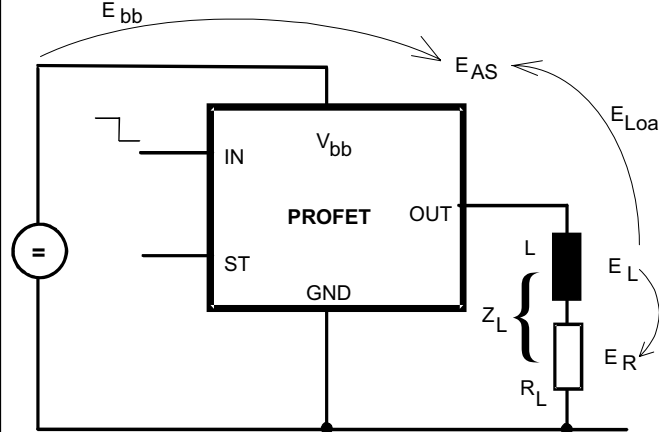 E bb
E AS
E Loa
IN
V bb
PROFET
OUT
=
ST
GND
L
E L
Z L {
E R
R L